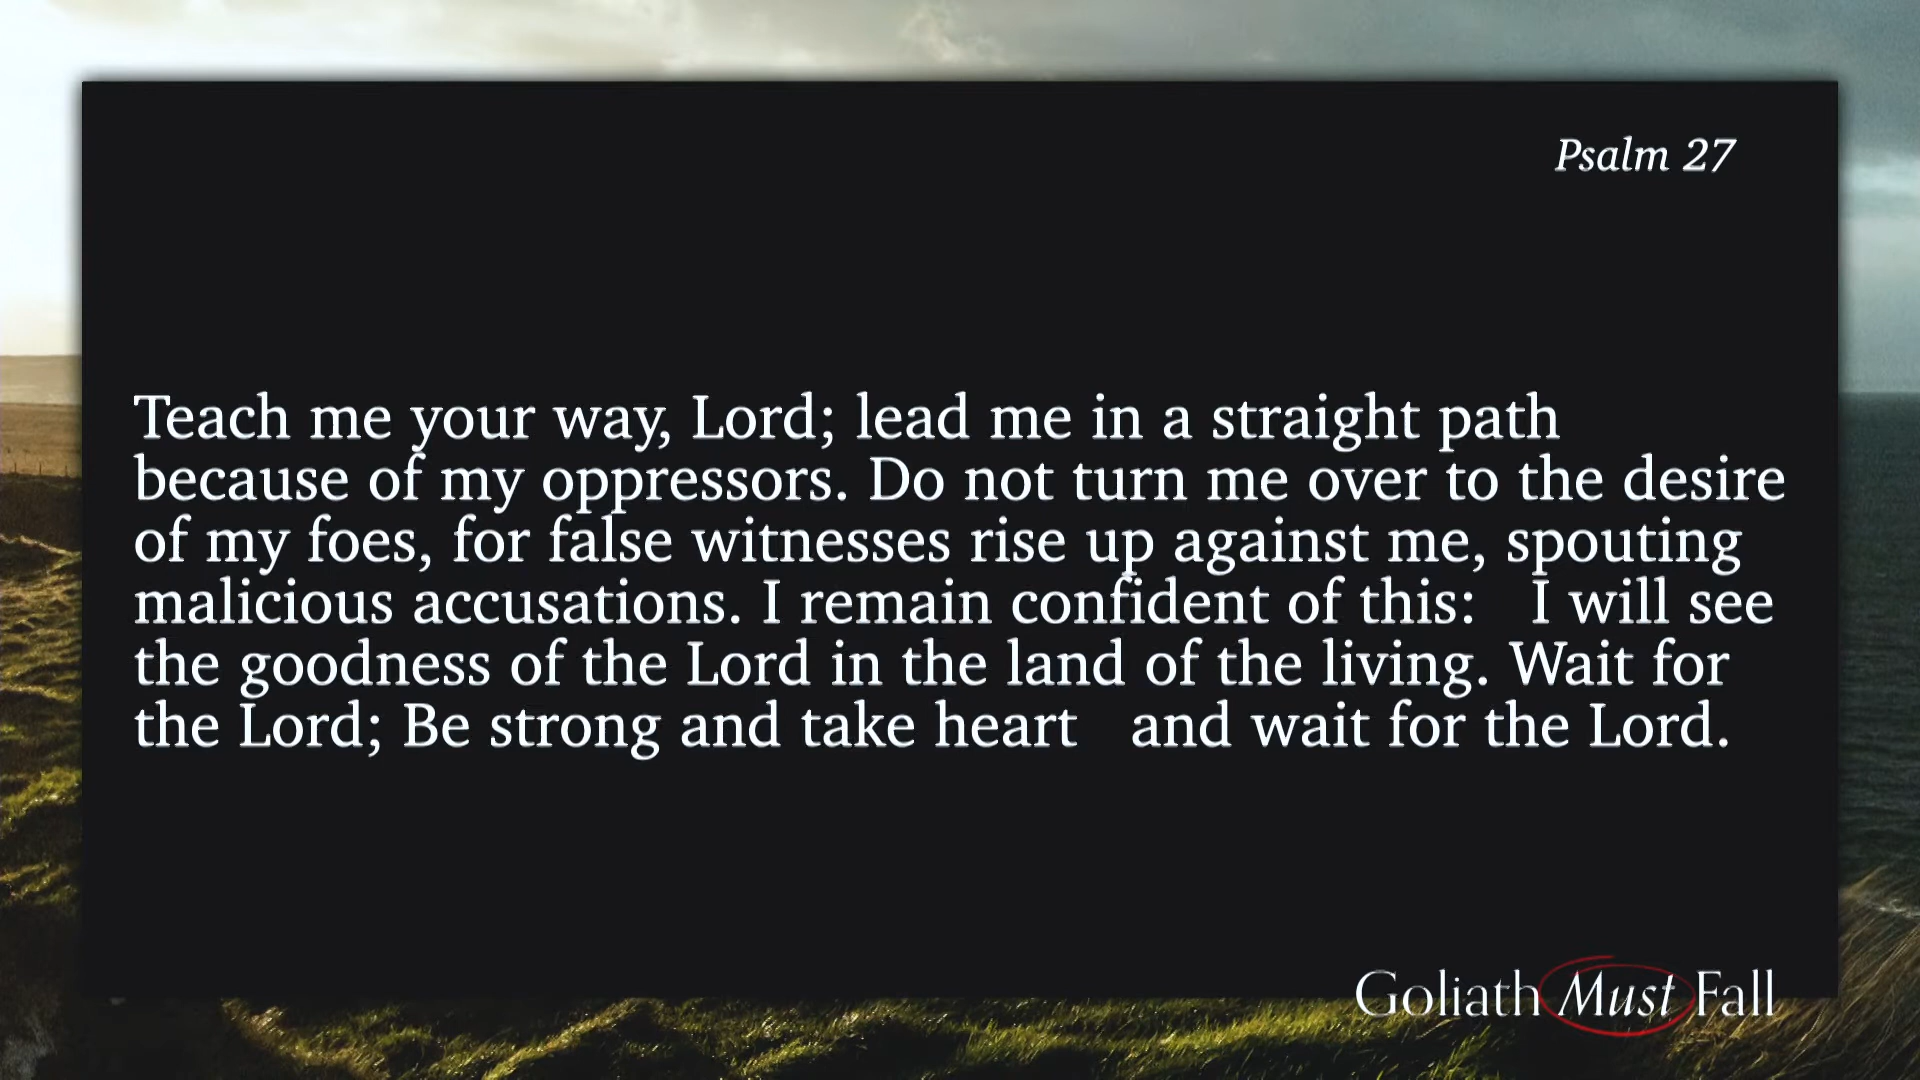 Psalm 27
Teach me your way, Lord; lead me in a straight path
because of my oppressors. Do not turn me over to the desire
of my foes, for false witnesses rise up against me, spouting
malicious accusations. I remain confident of this:   I will see
the goodness of the Lord in the land of the living. Wait for
the Lord; Be strong and take heart   and wait for the Lord.
Goliath Must Fall